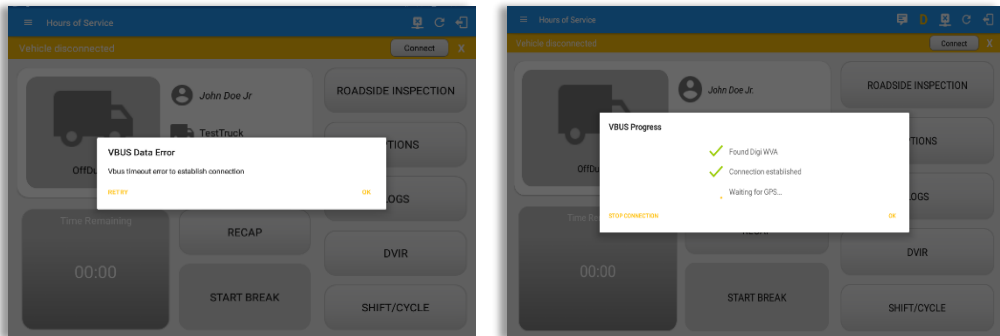 Hours of Service
Vehicle disconnected
Connect
X
John Doe Jr
TestTruck
ROADSIDE INSPECTION
VBUS Data Error
Vbus timeout error to establish connection
RETRY
OK
Time Remaining
00:00
RECAP
START BREAK
DVIR
SHIFT/CYCLE
Hours of Service
D
Vehicle disconnected
Connect
X
John Doe Jr.
ROADSIDE INSPECTION
VBUS Progress
Found Digi WVA
Connection established
Waiting for GPS...
STOP CONNECTION
OK
00:00
START BREAK
DVIR
SHIFT/CYCLE